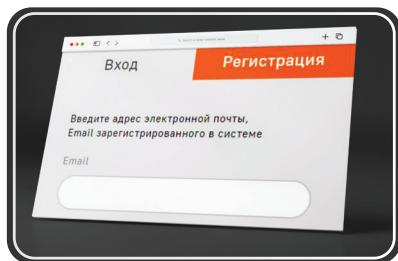 Вход
Регистрация
Введите адрес электронной почты,
Email зарегистрированного в системе
Email